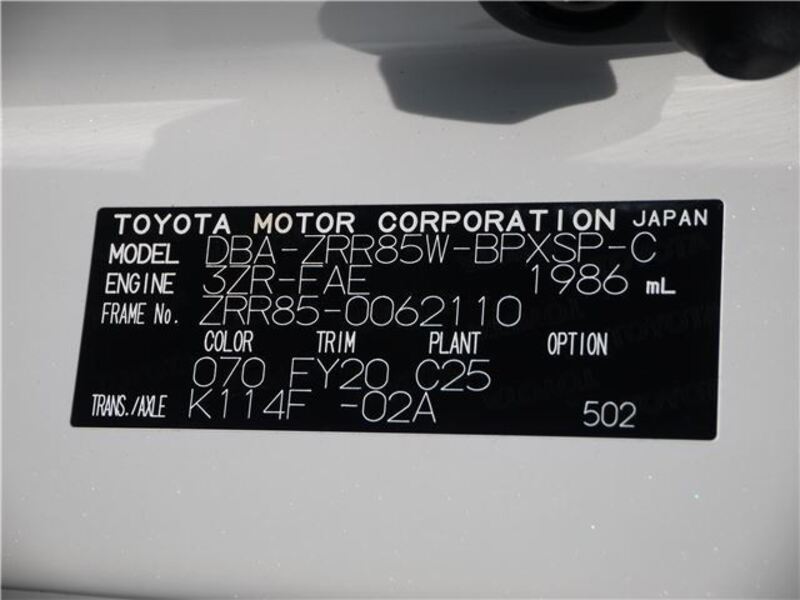 TOYOTA MOTOR CORPORATION JAPAN
MODEL DBA-ZRR85W-BPXSP-C
ENGINE 3ZR-FAE 1986 mL
FRAME No. ZRR85-0062110
COLOR TRIM PLANT OPTION
070 FY20 C25
TRANS./AXLE K114F -02A 502